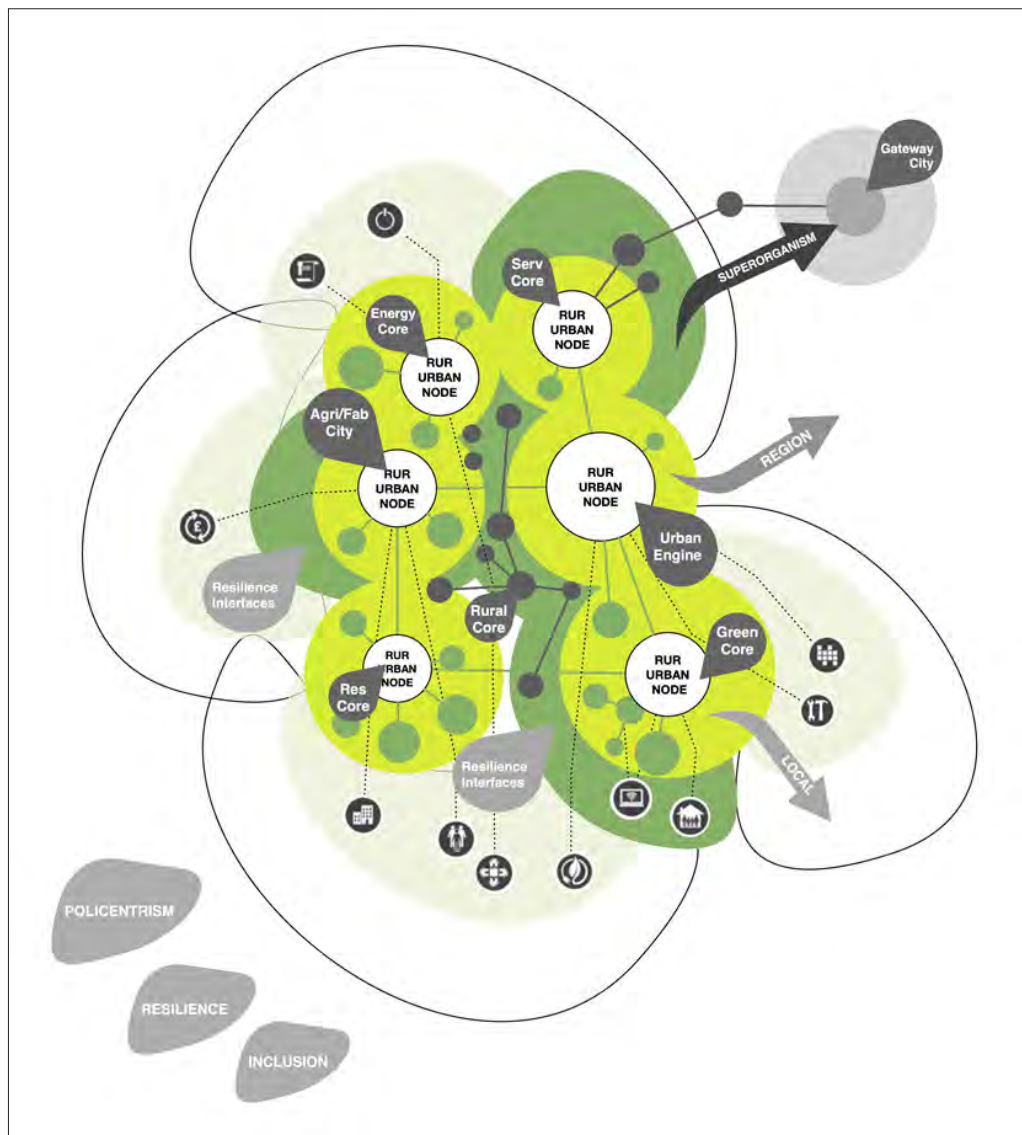 Gateway
City
SUPERORGANISM
Serv
Core
RUR
URBAN
NODE
Energy
Core
RUR
URBAN
NODE
Agri/Fab
City
RUR
URBAN
NODE
RUR
URBAN
NODE
REGION
Urban
Engine
£
Resilience
Interfaces
Rural
Core
Green
Core
RUR
URBAN
NODE
Res
Core
RUR
URBAN
NODE
LOCAL
Resilience
Interfaces
POLICENTRISM
RESILIENCE
INCLUSION